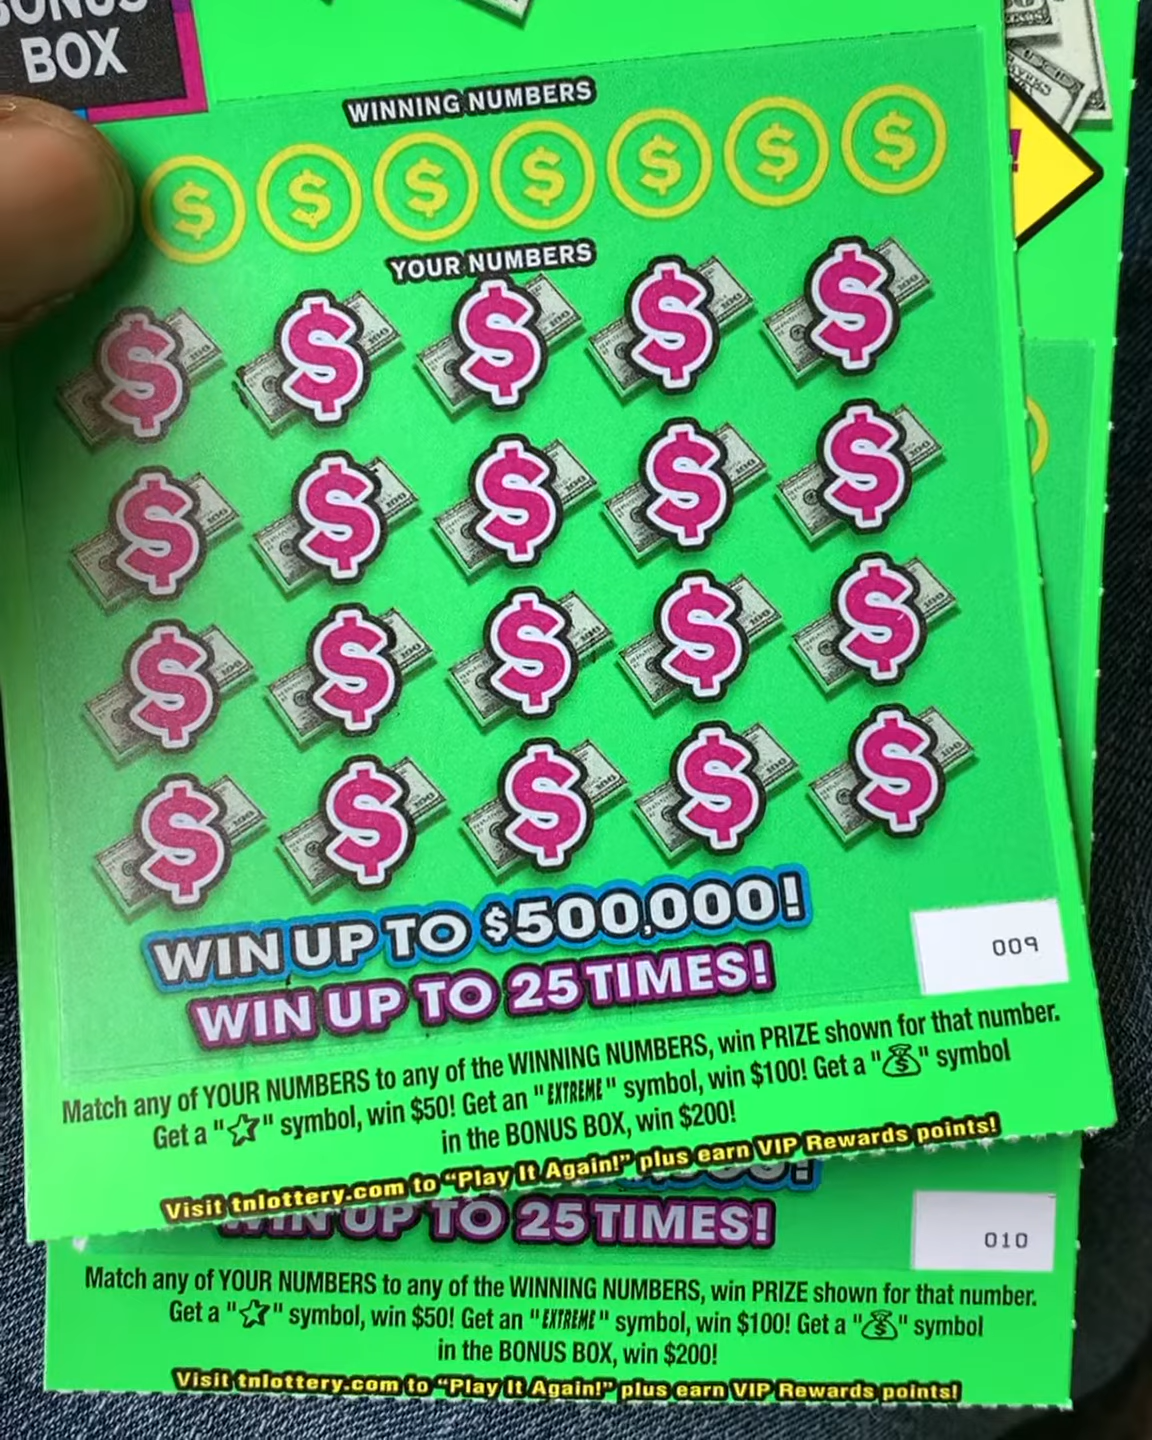 BONUS
BOX
WINNING NUMBERS
YOUR NUMBERS
WIN UP TO $500,000!
WIN UP TO 25 TIMES!
009
Match any of YOUR NUMBERS to any of the WINNING NUMBERS, win PRIZE shown for that number.
Get a "" symbol, win $50! Get an "EXTREME" symbol, win $100! Get a "" symbol
in the BONUS BOX, win $200!
Visit tnlottery.com to “Play It Again!” plus earn VIP Rewards points!
WIN UP TO 25 TIMES!
010
Match any of YOUR NUMBERS to any of the WINNING NUMBERS, win PRIZE shown for that number.
Get a "" symbol, win $50! Get an "EXTREME" symbol, win $100! Get a "" symbol
in the BONUS BOX, win $200!
Visit tnlottery.com to “Play It Again!” plus earn VIP Rewards points!